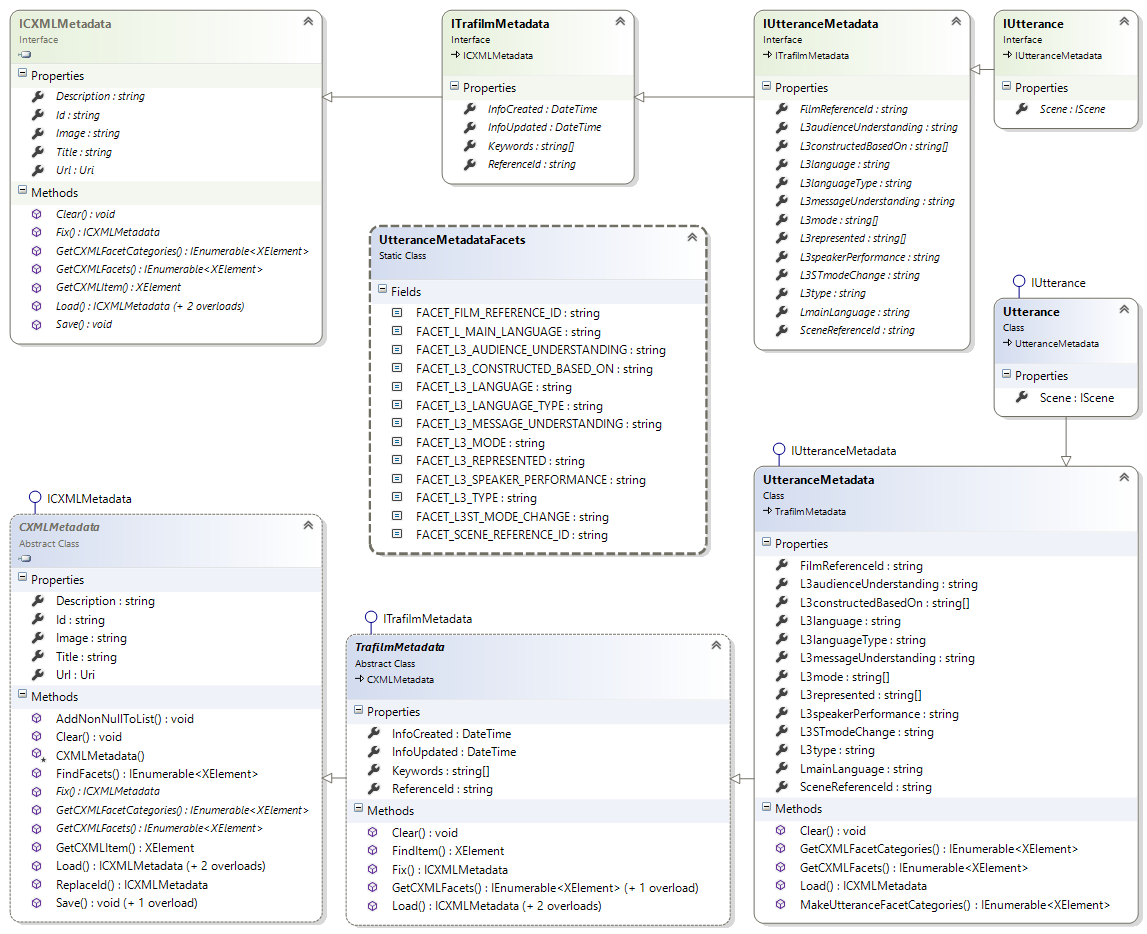 ICXMLMetadata
Interface
Properties
Description : string
Id : string
Image : string
Title : string
Url : Uri
Methods
Clear() : void
Fix() : ICXMLMetadata
GetCXMLFacetCategories() : IEnumerable<XElement>
GetCXMLFacets() : IEnumerable<XElement>
GetCXMLItem() : XElement
Load() : ICXMLMetadata (+ 2 overloads)
Save() : void
ITrafilmMetadata
Interface
ICXMLMetadata
Properties
InfoCreated : DateTime
InfoUpdated : DateTime
Keywords : string[]
ReferenceId : string
IUtteranceMetadata
Interface
ITrafilmMetadata
Properties
FilmReferenceId : string
L3audienceUnderstanding : string
L3constructedBasedOn : string[]
L3language : string
L3languageType : string
L3messageUnderstanding : string
L3mode : string[]
L3represented : string[]
L3speakerPerformance : string
L3STmodeChange : string
L3type : string
LmainLanguage : string
SceneReferenceId : string
IUtterance
Interface
IUtteranceMetadata
Properties
Scene : IScene
UtteranceMetadataFacets
Static Class
Fields
FACET_FILM_REFERENCE_ID : string
FACET_L_MAIN_LANGUAGE : string
FACET_L3_AUDIENCE_UNDERSTANDING : string
FACET_L3_CONSTRUCTED_BASED_ON : string
FACET_L3_LANGUAGE : string
FACET_L3_LANGUAGE_TYPE : string
FACET_L3_MESSAGE_UNDERSTANDING : string
FACET_L3_MODE : string
FACET_L3_REPRESENTED : string
FACET_L3_SPEAKER_PERFORMANCE : string
FACET_L3_TYPE : string
FACET_L3ST_MODE_CHANGE : string
FACET_SCENE_REFERENCE_ID : string
IUtterance
Utterance
Class
UtteranceMetadata
Properties
Scene : IScene
ICXMLMetadata
CXMLMetadata
Abstract Class
Properties
Description : string
Id : string
Image : string
Title : string
Url : Uri
Methods
AddNonNullToList() : void
Clear() : void
CXMLMetadata()
FindFacets() : IEnumerable<XElement>
Fix() : ICXMLMetadata
GetCXMLFacetCategories() : IEnumerable<XElement>
GetCXMLFacets() : IEnumerable<XElement>
GetCXMLItem() : XElement
Load() : ICXMLMetadata (+ 2 overloads)
ReplaceId() : ICXMLMetadata
Save() : void (+ 1 overload)
ITrafilmMetadata
TrafilmMetadata
Abstract Class
CXMLMetadata
Properties
InfoCreated : DateTime
InfoUpdated : DateTime
Keywords : string[]
ReferenceId : string
Methods
Clear() : void
FindItem() : XElement
Fix() : ICXMLMetadata
GetCXMLFacets() : IEnumerable<XElement> (+ 1 overload)
Load() : ICXMLMetadata (+ 2 overloads)
IUtteranceMetadata
UtteranceMetadata
Class
TrafilmMetadata
Properties
FilmReferenceId : string
L3audienceUnderstanding : string
L3constructedBasedOn : string[]
L3language : string
L3languageType : string
L3messageUnderstanding : string
L3mode : string[]
L3represented : string[]
L3speakerPerformance : string
L3STmodeChange : string
L3type : string
LmainLanguage : string
SceneReferenceId : string
Methods
Clear() : void
GetCXMLFacetCategories() : IEnumerable<XElement>
GetCXMLFacets() : IEnumerable<XElement>
Load() : ICXMLMetadata
MakeUtteranceFacetCategories() : IEnumerable<XElement>